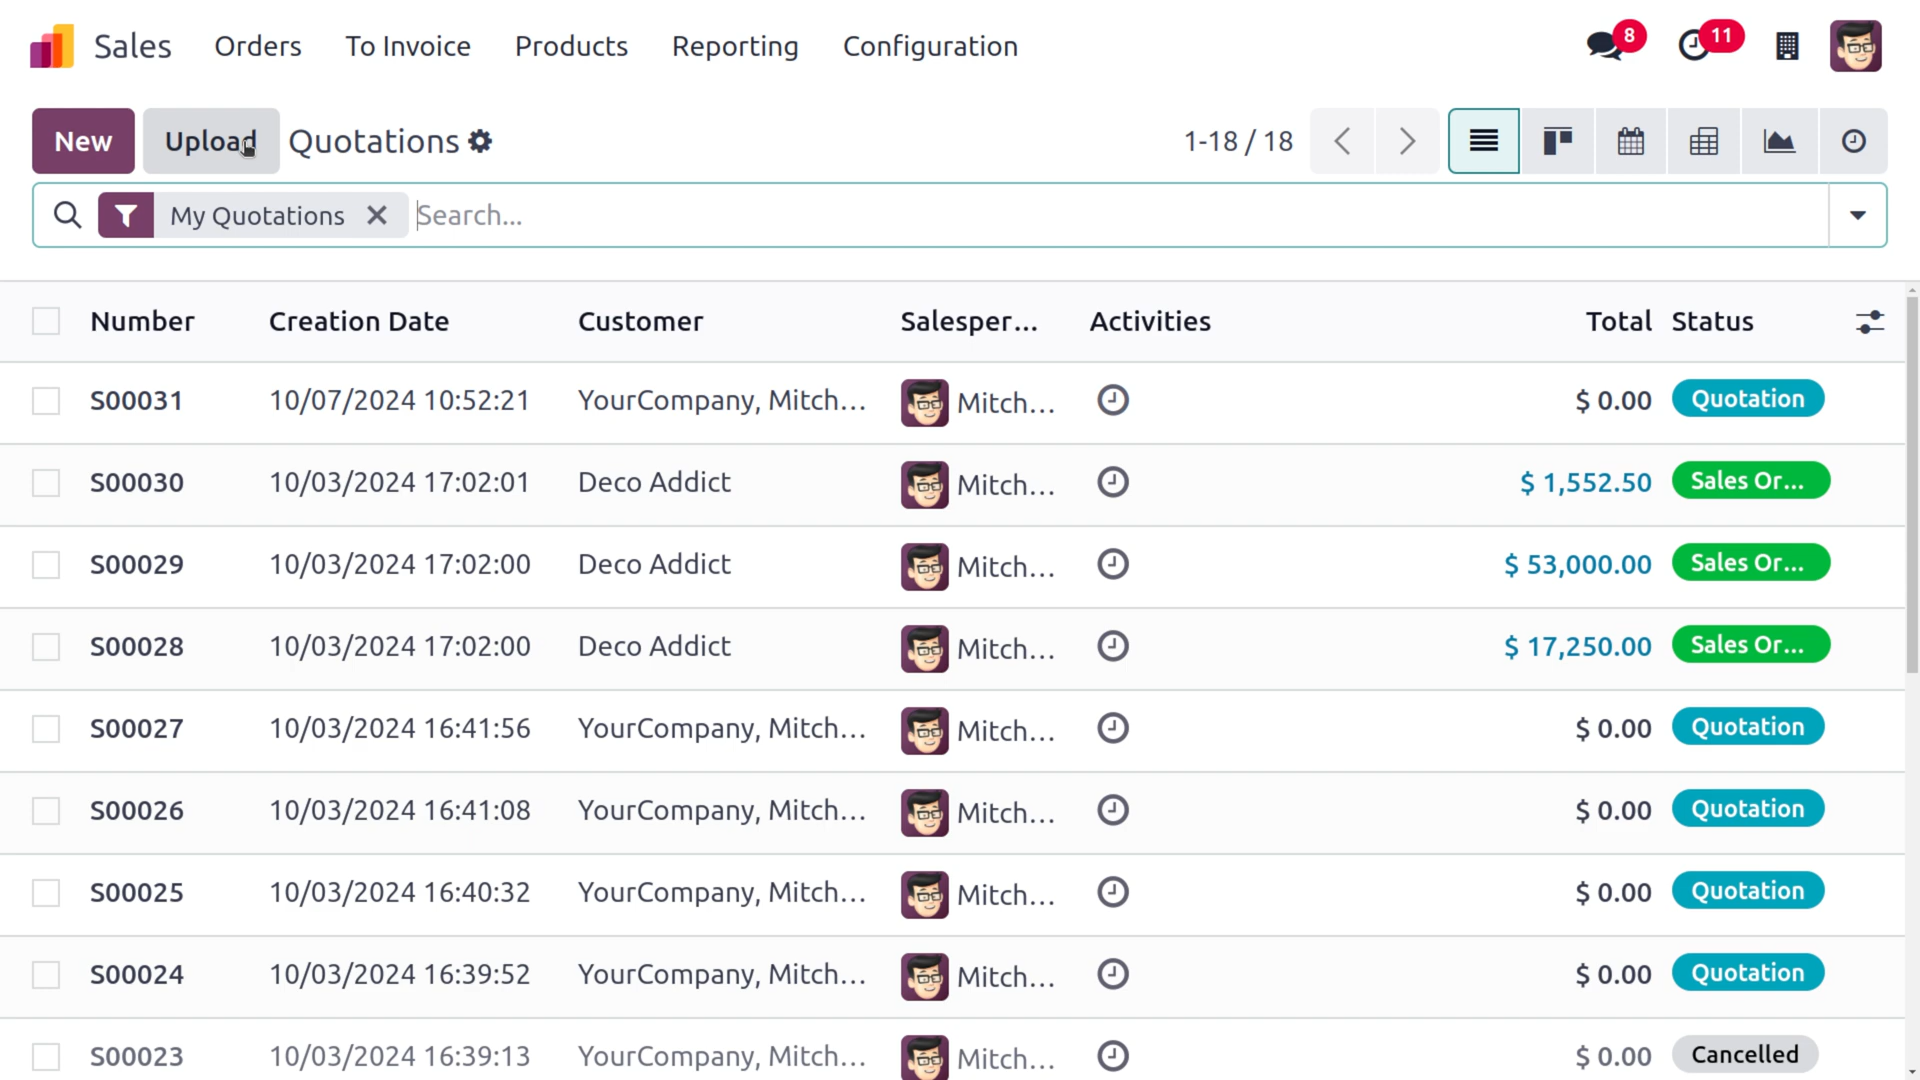 Sales Orders To Invoice Products Reporting Configuration 8 11
New Upload Quotations 1-18 / 18
My Quotations Search...
Number Creation Date Customer Salesper... Activities Total Status
S00031 10/07/2024 10:52:21 YourCompany, Mitch... Mitch... $ 0.00 Quotation
S00030 10/03/2024 17:02:01 Deco Addict Mitch... $ 1,552.50 Sales Or...
S00029 10/03/2024 17:02:00 Deco Addict Mitch... $ 53,000.00 Sales Or...
S00028 10/03/2024 17:02:00 Deco Addict Mitch... $ 17,250.00 Sales Or...
S00027 10/03/2024 16:41:56 YourCompany, Mitch... Mitch... $ 0.00 Quotation
S00026 10/03/2024 16:41:08 YourCompany, Mitch... Mitch... $ 0.00 Quotation
S00025 10/03/2024 16:40:32 YourCompany, Mitch... Mitch... $ 0.00 Quotation
S00024 10/03/2024 16:39:52 YourCompany, Mitch... Mitch... $ 0.00 Quotation
S00023 10/03/2024 16:39:13 YourCompany, Mitch... Mitch... $ 0.00 Cancelled